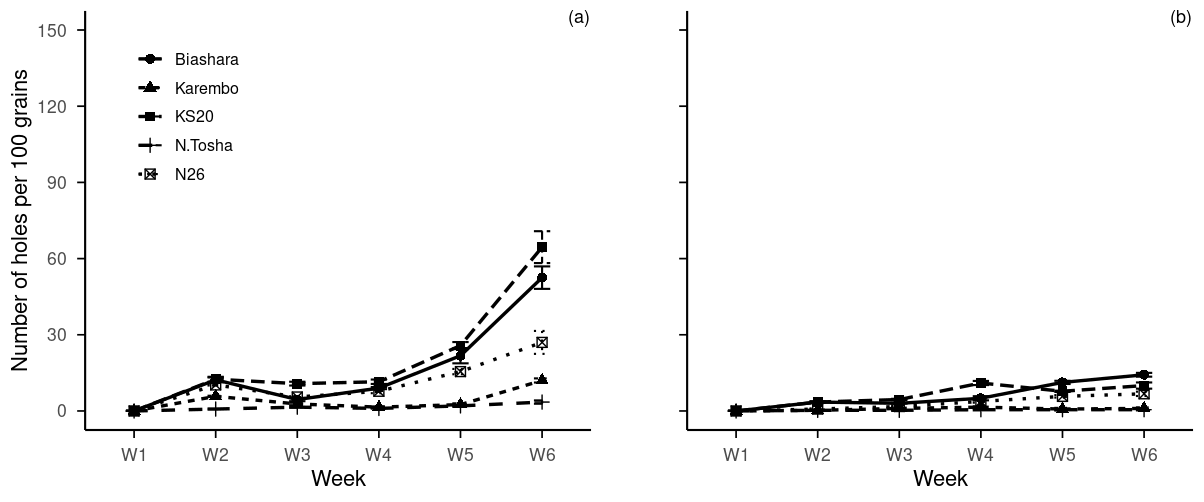 (a)
(b)
Number of holes per 100 grains
150
120
90
60
30
0
Biashara
Karembo
KS20
N.Tosha
N26
W1 W2 W3 W4 W5 W6
Week
W1 W2 W3 W4 W5 W6
Week